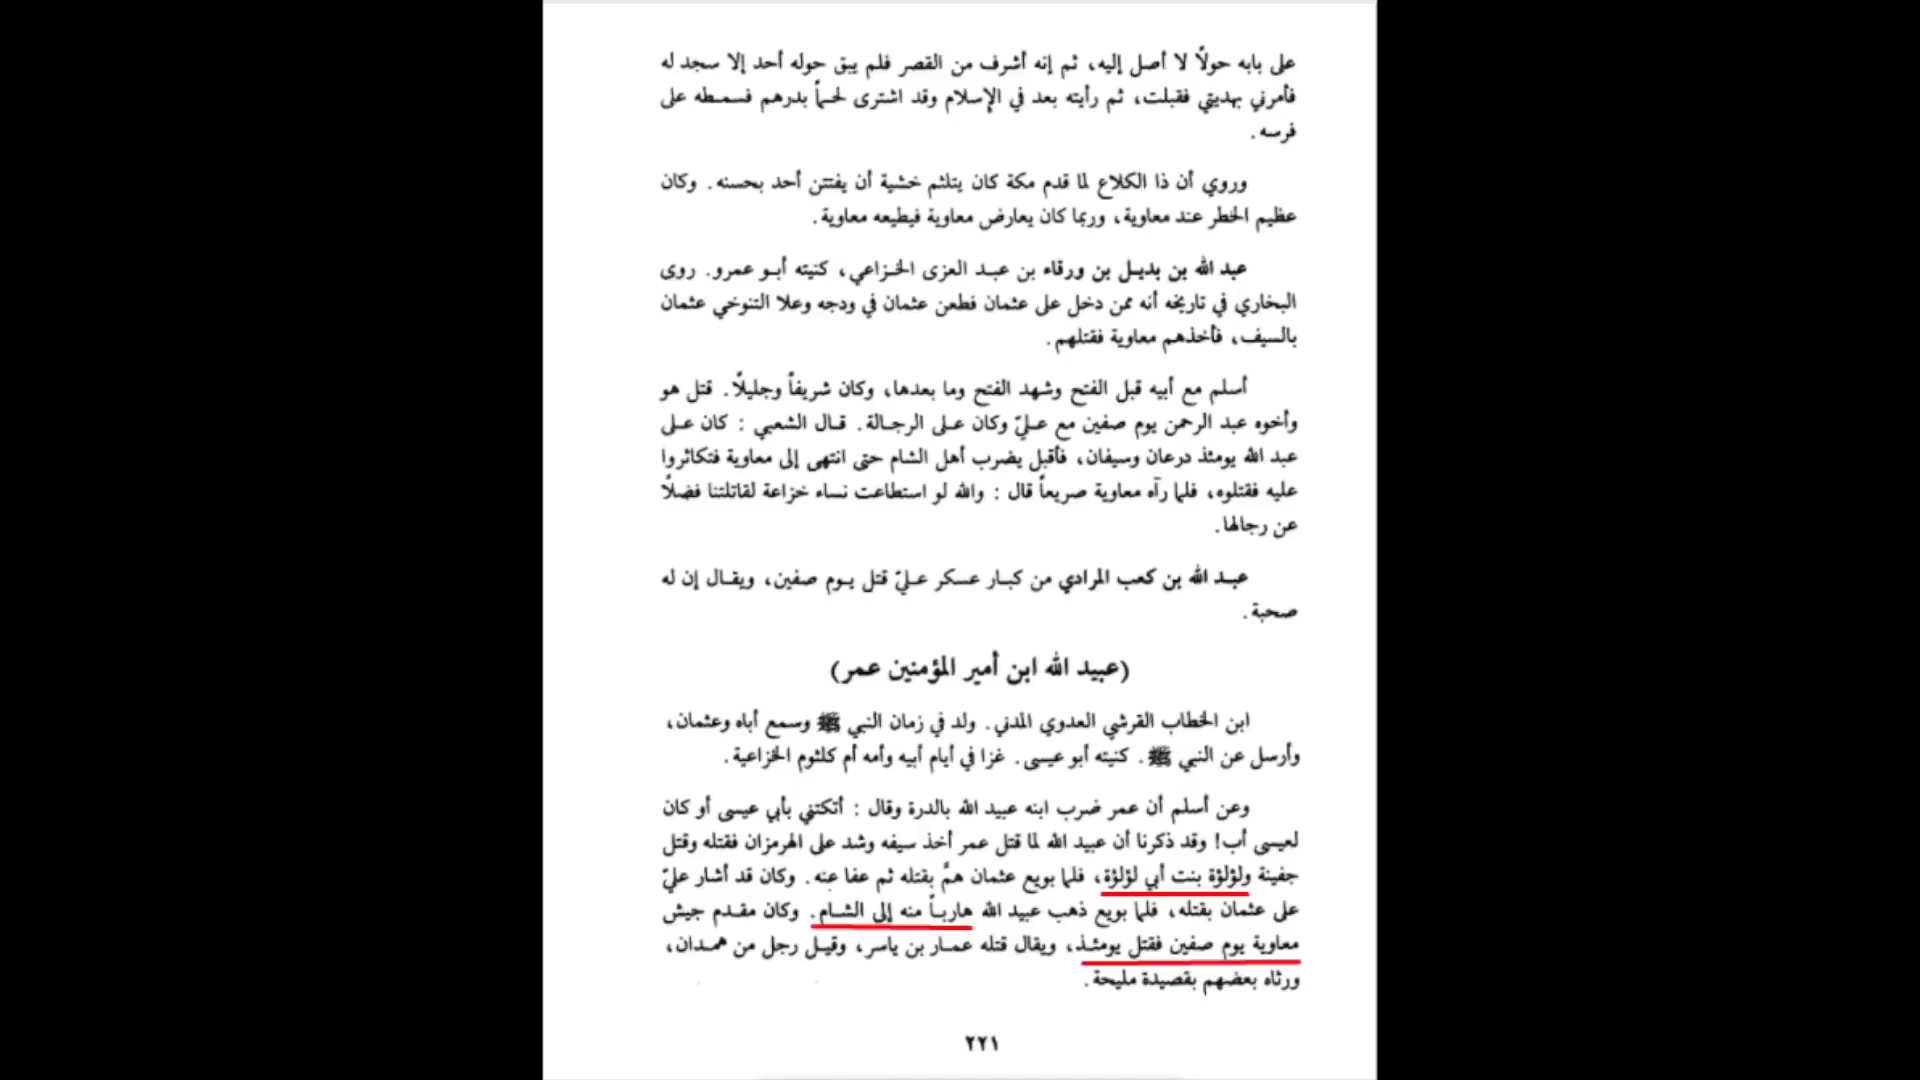 على بابه حولًا لا أصل إليه، ثم إنه أشرف من القصر فلم يبق حوله أحد إلا سجد له
فأمرني بهديتي فقبلت، ثم رأيته بعد في الإسلام وقد اشترى لحماً بدرهم فسمطه على
فرسه.
وروي أن ذا الكلاع لما قدم مكة كان يتلثم خشية أن يفتتن أحد بحسنه. وكان
عظيم الخطر عند معاوية، وربما كان يعارض معاوية فيطيعه معاوية.
عبد الله بن بديل بن ورقاء بن عبد العزى الخزاعي، كنيته أبو عمرو. روى
البخاري في تاريخه أنه ممن دخل على عثمان فطعن عثمان في ودجه وعلا التنوخي عثمان
بالسيف، فأخذهم معاوية فقتلهم.
أسلم مع أبيه قبل الفتح وشهد الفتح وما بعدها، وكان شريفاً وجليلًا. قتل هو
وأخوه عبد الرحمن يوم صفين مع عليّ وكان على الرجالة. قال الشعبي : كان على
عبد الله يومئذ درعان وسيفان، فأقبل يضرب أهل الشام حتى انتهى إلى معاوية فتكاثروا
عليه فقتلوه، فلما رآه معاوية صريعاً قال : والله لو استطاعت نساء خزاعة لقاتلتنا فضلًا
عن رجالها.
عبد الله بن كعب المرادي من كبار عسكر عليّ قتل يوم صفين، ويقال إن له
صحبة.
(عبيد الله ابن أمير المؤمنين عمر)
ابن الخطاب القرشي العدوي المدني. ولد في زمان النبي ﷺ وسمع أباه وعثمان،
وأرسل عن النبي ﷺ. كنيته أبو عيسى. غزا في أيام أبيه وأمه أم كلثوم الخزاعية.
وعن أسلم أن عمر ضرب ابنه عبيد الله بالدرة وقال : أتكتني بأبي عيسى أو كان
لعيسى أب! وقد ذكرنا أن عبيد الله لما قتل عمر أخذ سيفه وشد على الهرمزان فقتله وقتل
جفينة ولؤلؤة بنت أبي لؤلؤة، فلما بويع عثمان همَّ بقتله ثم عفا عنه. وكان قد أشار عليّ
على عثمان بقتله، فلما بويع ذهب عبيد الله هارباً منه إلى الشام. وكان مقدم جيش
معاوية يوم صفين فقتل يومئذ، ويقال قتله عمار بن ياسر، وقيل رجل من همدان،
ورثاه بعضهم بقصيدة مليحة.
٢٢١